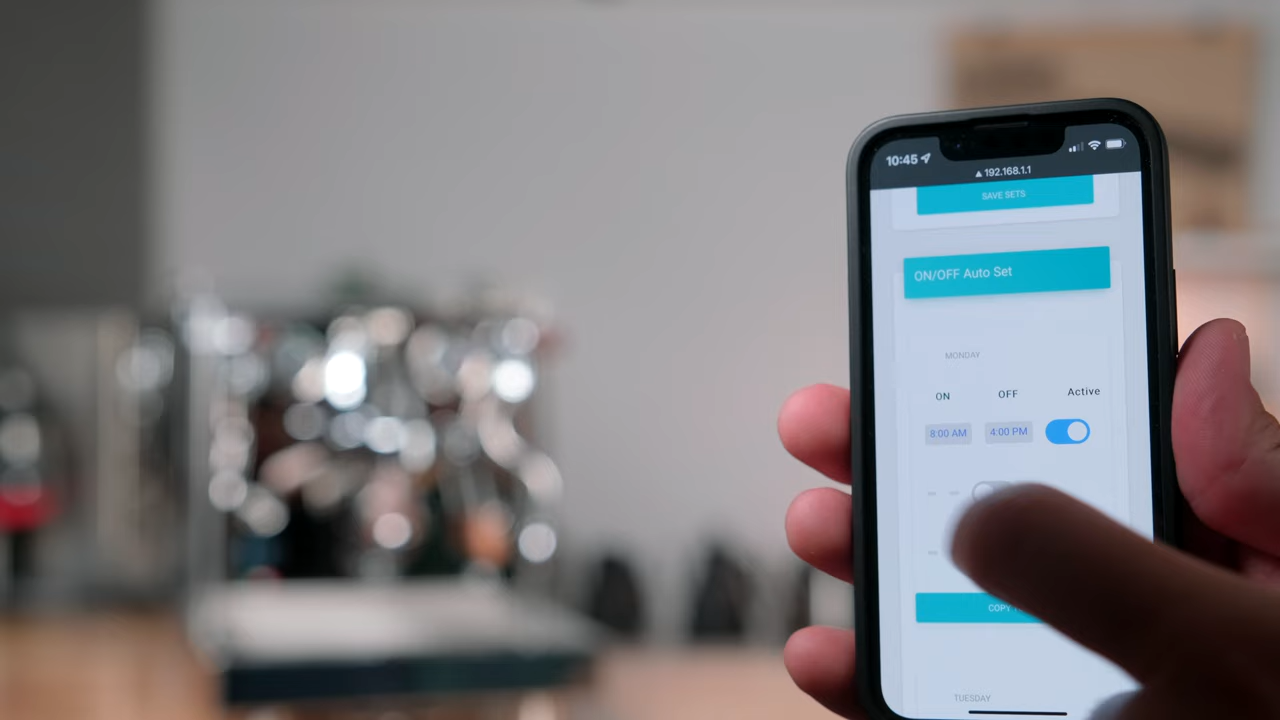 10:45
192.168.1.1
SAVE SETS
ON/OFF Auto Set
MONDAY
ON OFF Active
8:00 AM 4:00 PM
COPY
TUESDAY